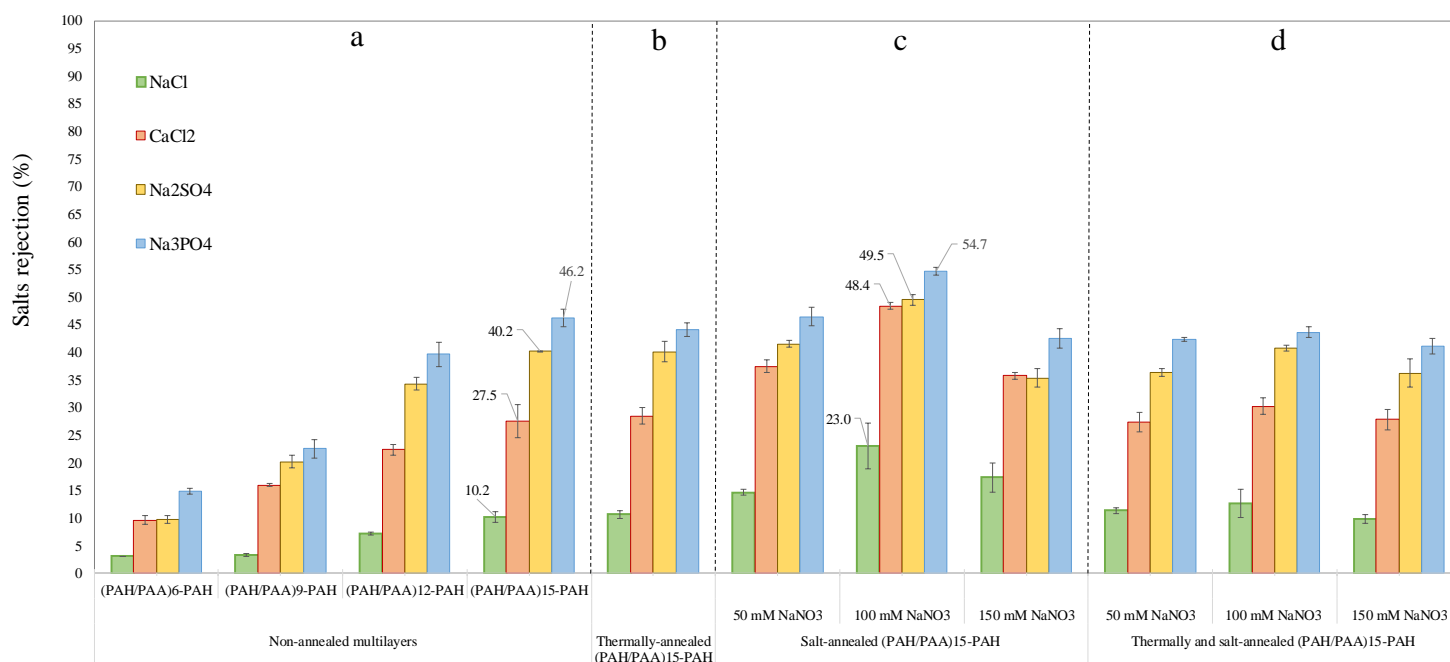 a
b
c
d
Salts rejection (%)
100
95
90
85
80
75
70
65
60
55
50
45
40
35
30
25
20
15
10
5
0
NaCl
CaCl2
Na2SO4
Na3PO4
10.2
27.5
40.2
46.2
23.0
48.4
49.5
54.7
(PAH/PAA)6-PAH
(PAH/PAA)9-PAH
(PAH/PAA)12-PAH
(PAH/PAA)15-PAH
50 mM NaNO3
100 mM NaNO3
150 mM NaNO3
50 mM NaNO3
100 mM NaNO3
150 mM NaNO3
Non-annealed multilayers
Thermally-annealed
(PAH/PAA)15-PAH
Salt-annealed (PAH/PAA)15-PAH
Thermally and salt-annealed (PAH/PAA)15-PAH